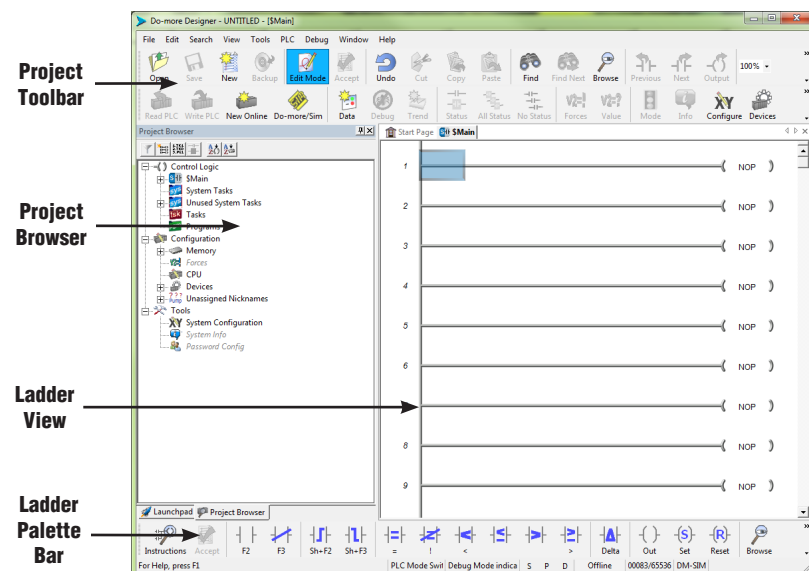 Do-more Designer - UNTITLED - [$Main]
File Edit Search View Tools PLC Debug Window Help
Open Save New Backup Edit Mode Accept Undo Cut Copy Paste Find Find Next Browse Previous Next Output 100%
Read PLC Write PLC New Online Do-more/Sim Data Debug Trend Status All Status No Status Forces Value Mode Info Configure Devices
Project Toolbar
Project Browser
Start Page $Main
Control Logic
$Main
System Tasks
Unused System Tasks
Tasks
Programs
Configuration
Memory
Forces
CPU
Devices
Unassigned Nicknames
Tools
System Configuration
System Info
Password Config
Project
Browser
Ladder
View
1 NOP
2 NOP
3 NOP
4 NOP
5 NOP
6 NOP
NOP
8 NOP
9 NOP
Launchpad Project Browser
Ladder
Palette
Bar
Instructions Accept F2 F3 Sh+F2 Sh+F3 = ! < > Delta Out Set Reset Browse
For Help, press F1 PLC Mode Swit Debug Mode indica S P D Offline 00083/65536 DM-SIM